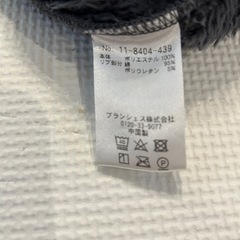 No. 11-8404-439
本体 ポリエステル 100%
リブ部分 綿 95%
ポリウレタン 5%
ブランシェス株式会社
0120-33-9077
中国製